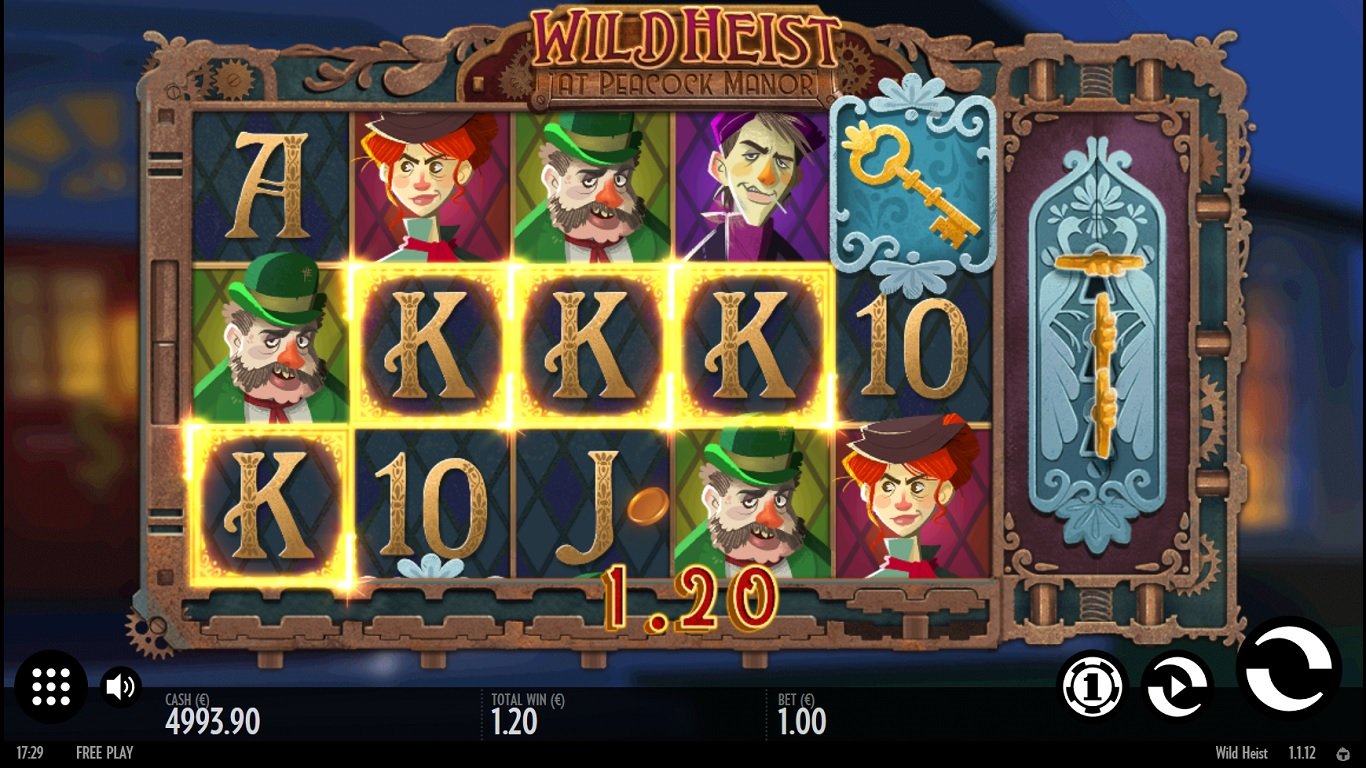 WILD HEIST
AT PEACOCK MANOR
A
K K K 10
K 10 J
1.20
CASH (€) TOTAL WIN (€) BET (€)
4993.90 1.20 1.00
1
17:29 FREE PLAY Wild Heist 1.1.12